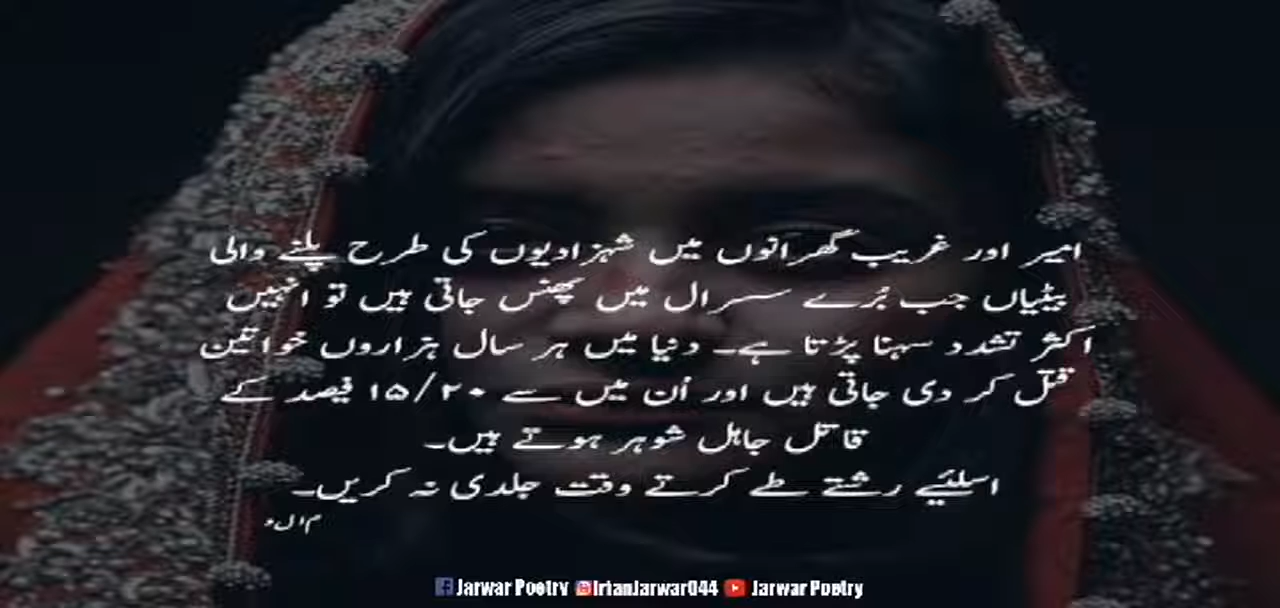 امیر اور غریب گھرانوں میں شہزادیوں کی طرح پلنے والی
بیٹیاں جب بُرے سسرال میں پھنس جاتی ہیں تو انہیں
اکثر تشدد سہنا پڑتا ہے۔ دنیا میں ہر سال ہزاروں خواتین
قتل کر دی جاتی ہیں اور اُن میں سے ۱۵/۲۰ فیصد کے
قاتل جاہل شوہر ہوتے ہیں۔
اسلئیے رشتے طے کرتے وقت جلدی نہ کریں۔
Jarwar Poetry IrfanJarwar044 Jarwar Poetry